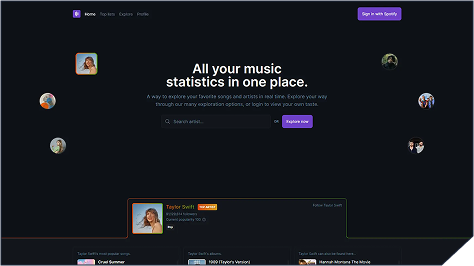 Home Top lists Explore Profile
Sign in with Spotify
All your music
statistics in one place.
A way to explore your favorite songs and artists in real time. Explore your way
through our many exploration options, or login to view your own taste.
Search artist...
OR
Explore now
Taylor Swift TOP ARTIST
Follow Taylor Swift
followers
Current popularity: 100
Pop
Taylor Swift's most popular songs
Cruel Summer
Taylor Swift's albums
1989 (Taylor's Version)
Taylor Swift can also be found here
Hannah Montana The Movie